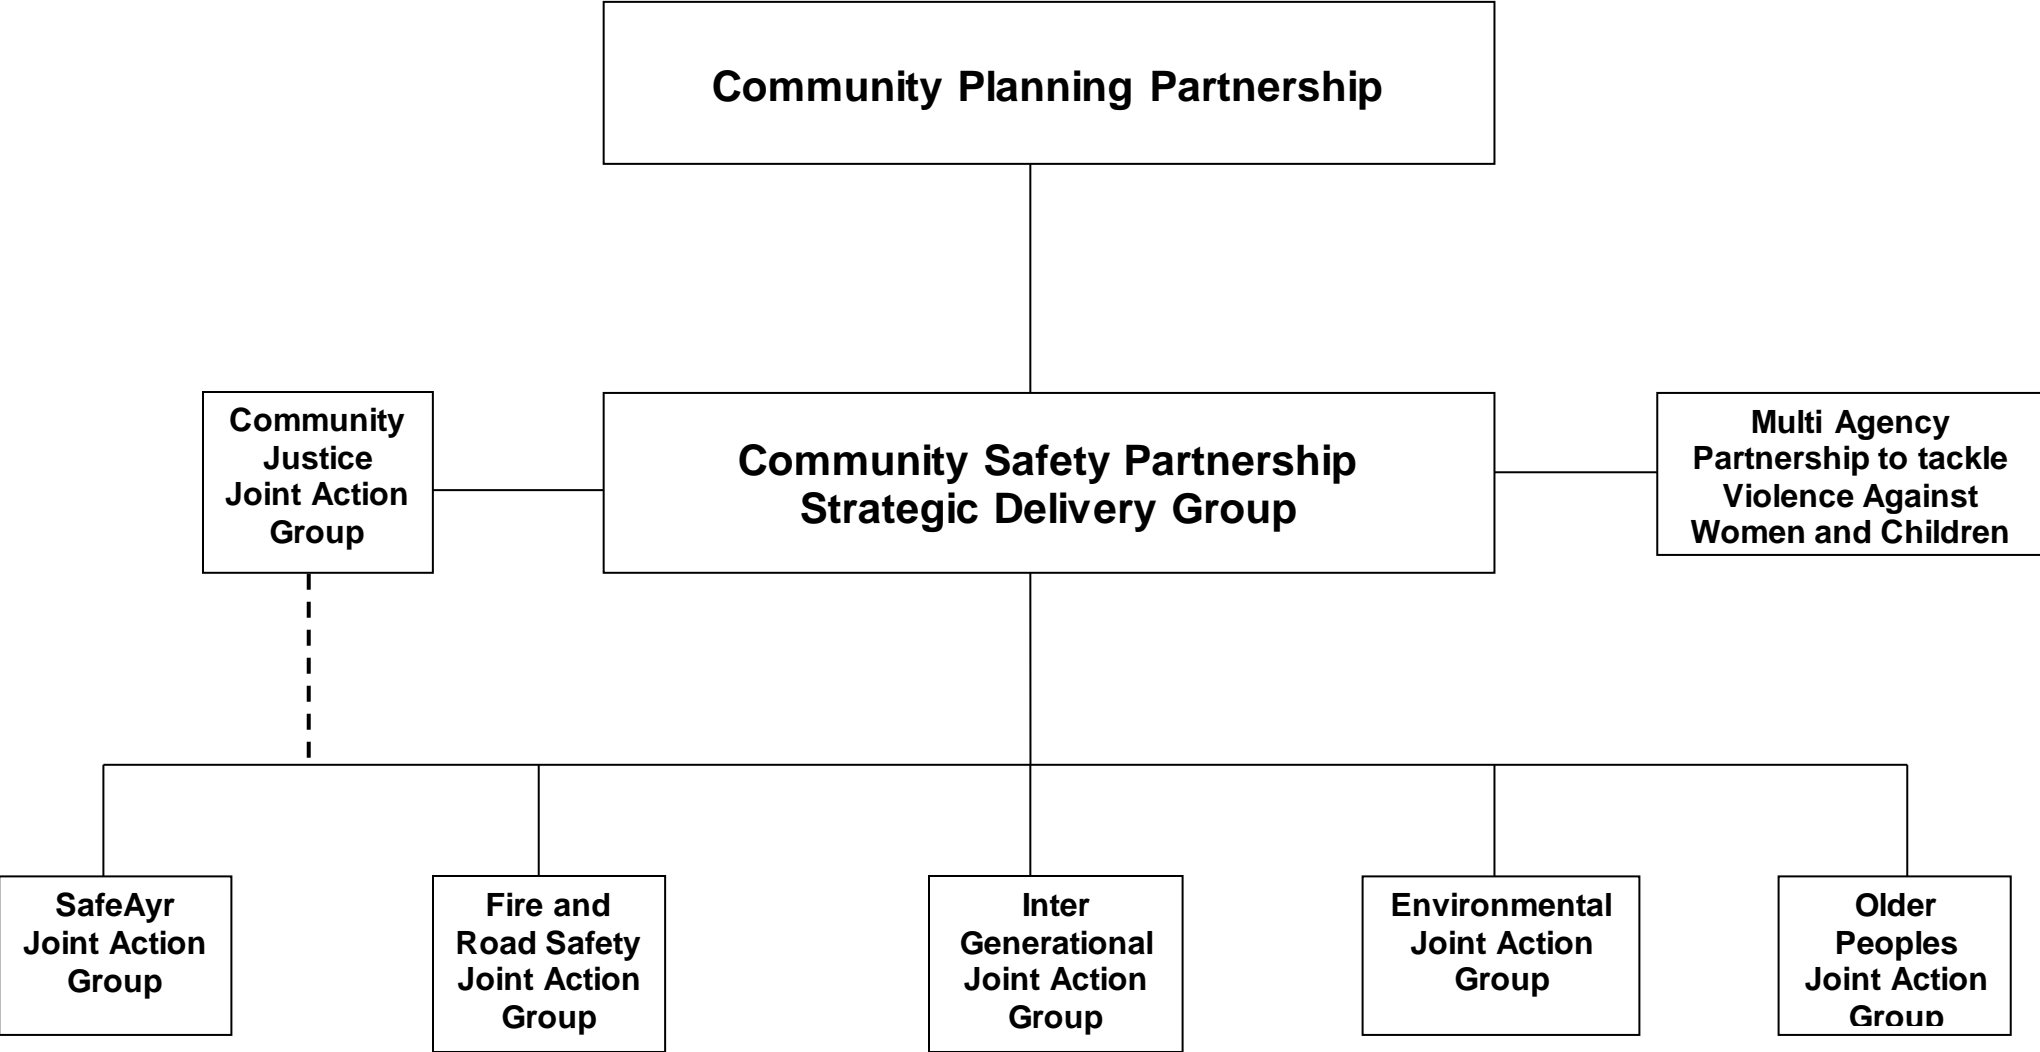 Community Planning Partnership
Community
Justice
Joint Action
Group
Community Safety Partnership
Strategic Delivery Group
Multi Agency
Partnership to tackle
Violence Against
Women and Children
SafeAyr
Joint Action
Group
Fire and
Road Safety
Joint Action
Group
Inter
Generational
Joint Action
Group
Environmental
Joint Action
Group
Older
Peoples
Joint Action
Group